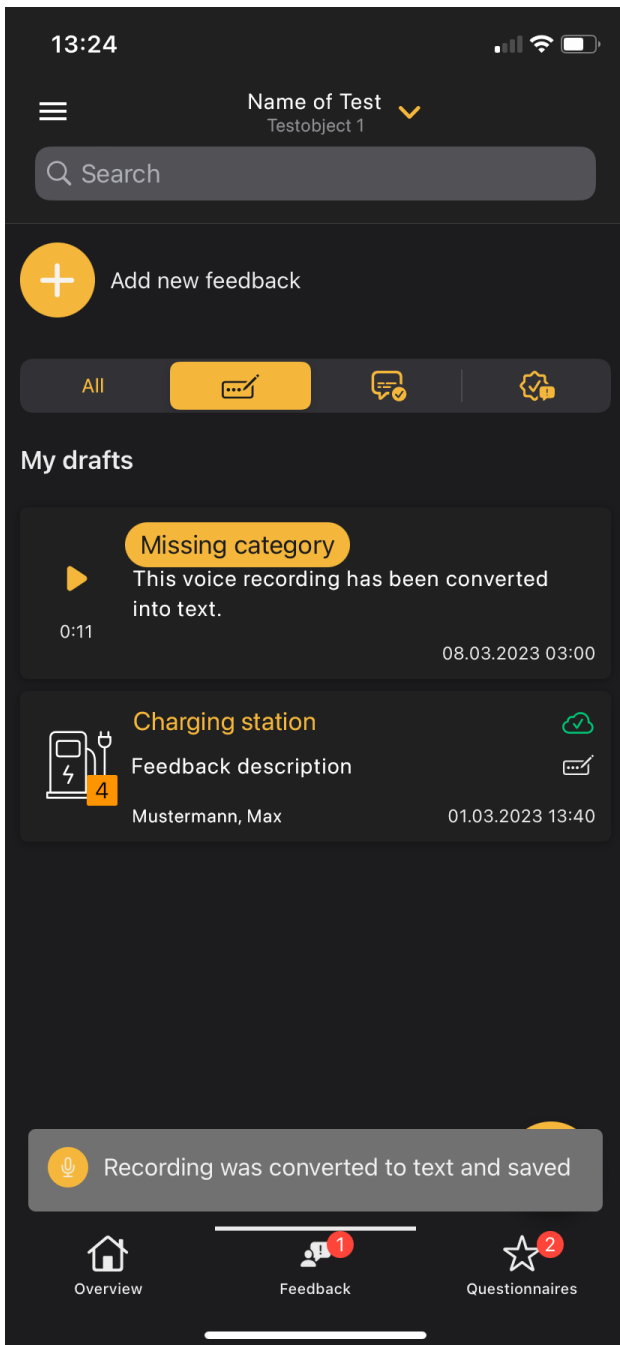 13:24
Name of Test
Testobject 1
Search
Add new feedback
All
My drafts
Missing category
This voice recording has been converted
into text.
0:11
08.03.2023 03:00
Charging station
Feedback description
4
Mustermann, Max
01.03.2023 13:40
Recording was converted to text and saved
1
2
Overview
Feedback
Questionnaires